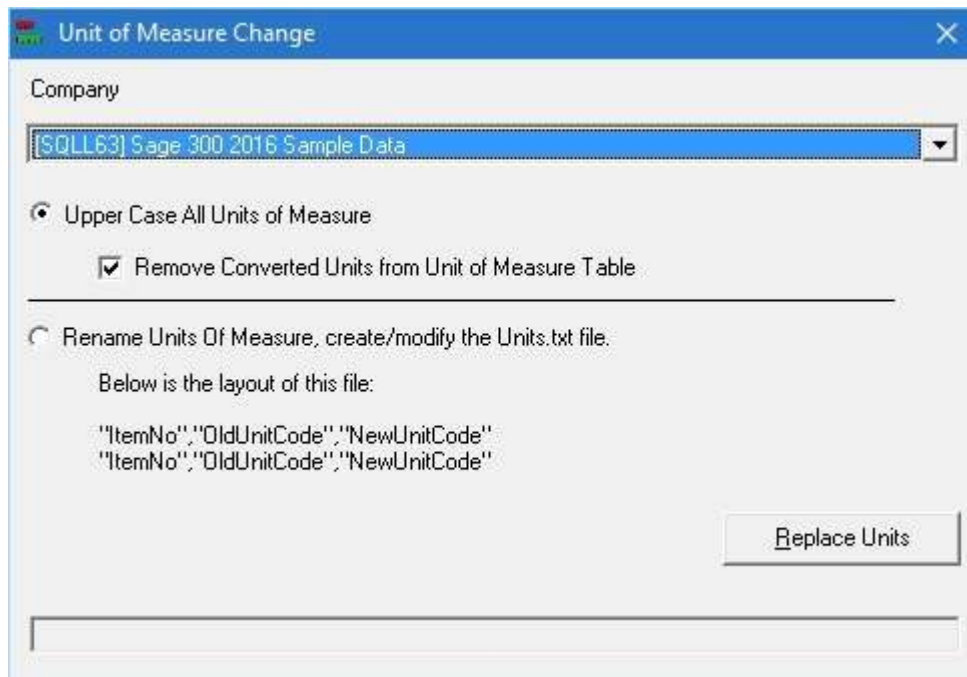 Unit of Measure Change
Company
[SQLL63] Sage 300 2016 Sample Data
Upper Case All Units of Measure
Remove Converted Units from Unit of Measure Table
Rename Units Of Measure, create/modify the Units.txt file.
Below is the layout of this file:
"ItemNo","OldUnitCode","NewUnitCode"
"ItemNo","OldUnitCode","NewUnitCode"
Replace Units